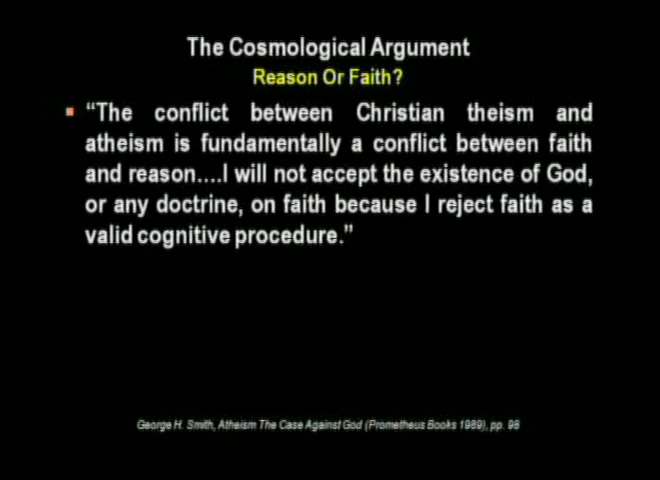 The Cosmological Argument
Reason Or Faith?
“The conflict between Christian theism and
atheism is fundamentally a conflict between faith
and reason....I will not accept the existence of God,
or any doctrine, on faith because I reject faith as a
valid cognitive procedure.”
George H. Smith, Atheism The Case Against God (Prometheus Books 1989), pp. 98